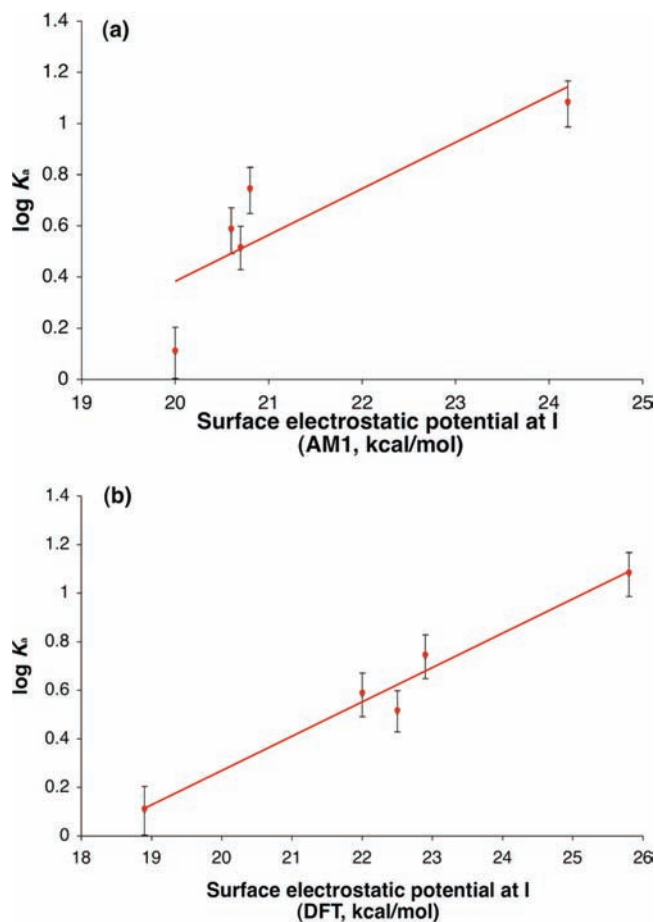 (a)
1.4
1.2
1
0.8
0.6
0.4
0.2
0
log Ka
19 20 21 22 23 24 25
Surface electrostatic potential at I
(AM1, kcal/mol)
(b)
1.4
1.2
1
0.8
0.6
0.4
0.2
0
log Ka
18 19 20 21 22 23 24 25 26
Surface electrostatic potential at I
(DFT, kcal/mol)